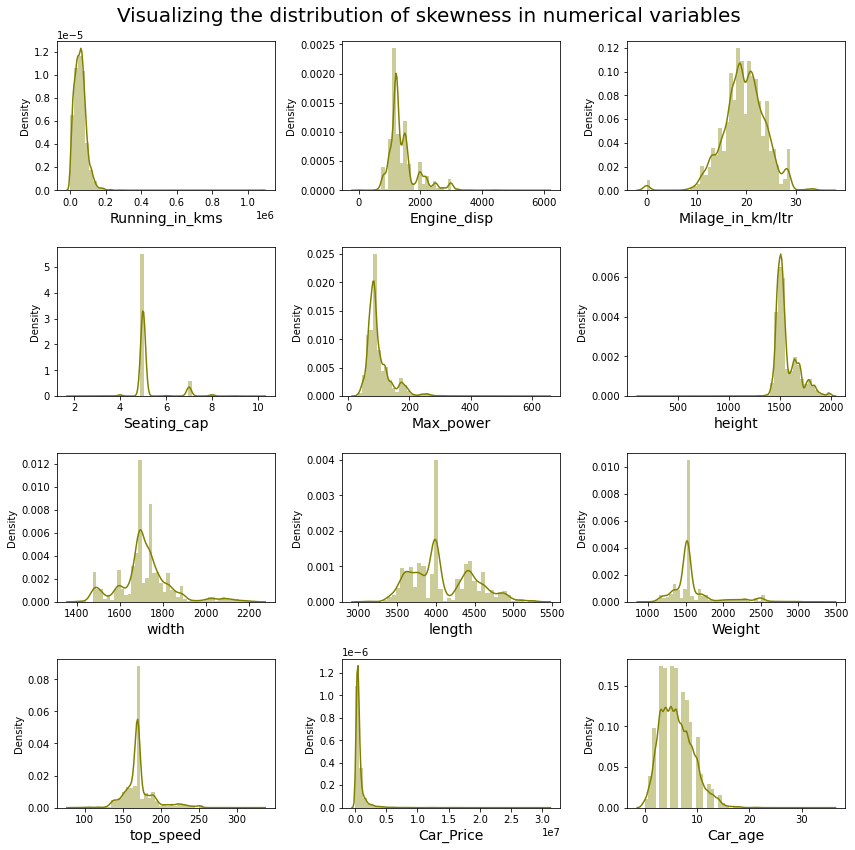 Visualizing the distribution of skewness in numerical variables
1e−5
Density
0.0
0.2
0.4
0.6
0.8
1.0
1.2
0.0 0.2 0.4 0.6 0.8 1.0
1e6
Running_in_kms
Density
0.0000
0.0005
0.0010
0.0015
0.0020
0.0025
0 2000 4000 6000
Engine_disp
Density
0.00
0.02
0.04
0.06
0.08
0.10
0.12
0 10 20 30
Milage_in_km/ltr
Density
0
1
2
3
4
5
2 4 6 8 10
Seating_cap
Density
0.000
0.005
0.010
0.015
0.020
0.025
0 200 400 600
Max_power
Density
0.000
0.002
0.004
0.006
500 1000 1500 2000
height
Density
0.000
0.002
0.004
0.006
0.008
0.010
0.012
1400 1600 1800 2000 2200
width
Density
0.000
0.001
0.002
0.003
0.004
3000 3500 4000 4500 5000 5500
length
Density
0.000
0.002
0.004
0.006
0.008
0.010
1000 1500 2000 2500 3000 3500
Weight
Density
0.00
0.02
0.04
0.06
0.08
100 150 200 250 300
top_speed
1e−6
Density
0.0
0.2
0.4
0.6
0.8
1.0
1.2
0.0 0.5 1.0 1.5 2.0 2.5 3.0
1e7
Car_Price
Density
0.00
0.05
0.10
0.15
0 10 20 30
Car_age